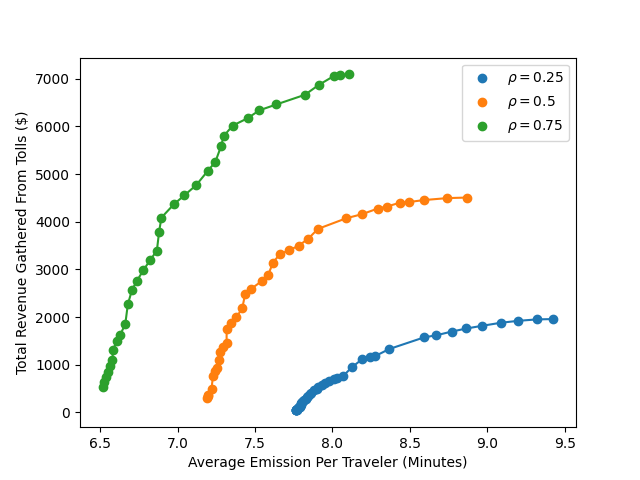 ρ = 0.25
ρ = 0.5
ρ = 0.75
Total Revenue Gathered From Tolls ($)
7000
6000
5000
4000
3000
2000
1000
0
6.5 7.0 7.5 8.0 8.5 9.0 9.5
Average Emission Per Traveler (Minutes)